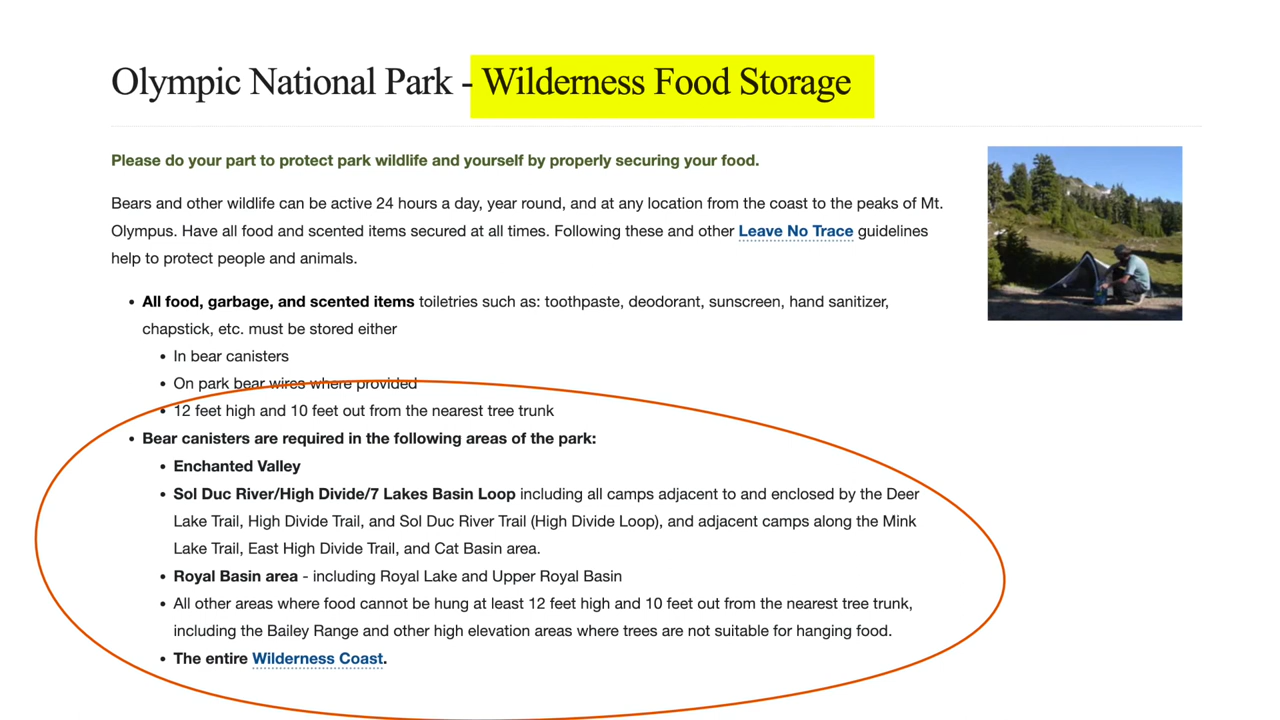 Olympic National Park - Wilderness Food Storage
Please do your part to protect park wildlife and yourself by properly securing your food.
Bears and other wildlife can be active 24 hours a day, year round, and at any location from the coast to the peaks of Mt.
Olympus. Have all food and scented items secured at all times. Following these and other Leave No Trace guidelines
help to protect people and animals.
• All food, garbage, and scented items toiletries such as: toothpaste, deodorant, sunscreen, hand sanitizer,
chapstick, etc. must be stored either
• In bear canisters
• On park bear wires where provided
• 12 feet high and 10 feet out from the nearest tree trunk
• Bear canisters are required in the following areas of the park:
• Enchanted Valley
• Sol Duc River/High Divide/7 Lakes Basin Loop including all camps adjacent to and enclosed by the Deer
Lake Trail, High Divide Trail, and Sol Duc River Trail (High Divide Loop), and adjacent camps along the Mink
Lake Trail, East High Divide Trail, and Cat Basin area.
• Royal Basin area - including Royal Lake and Upper Royal Basin
• All other areas where food cannot be hung at least 12 feet high and 10 feet out from the nearest tree trunk,
including the Bailey Range and other high elevation areas where trees are not suitable for hanging food.
• The entire Wilderness Coast.